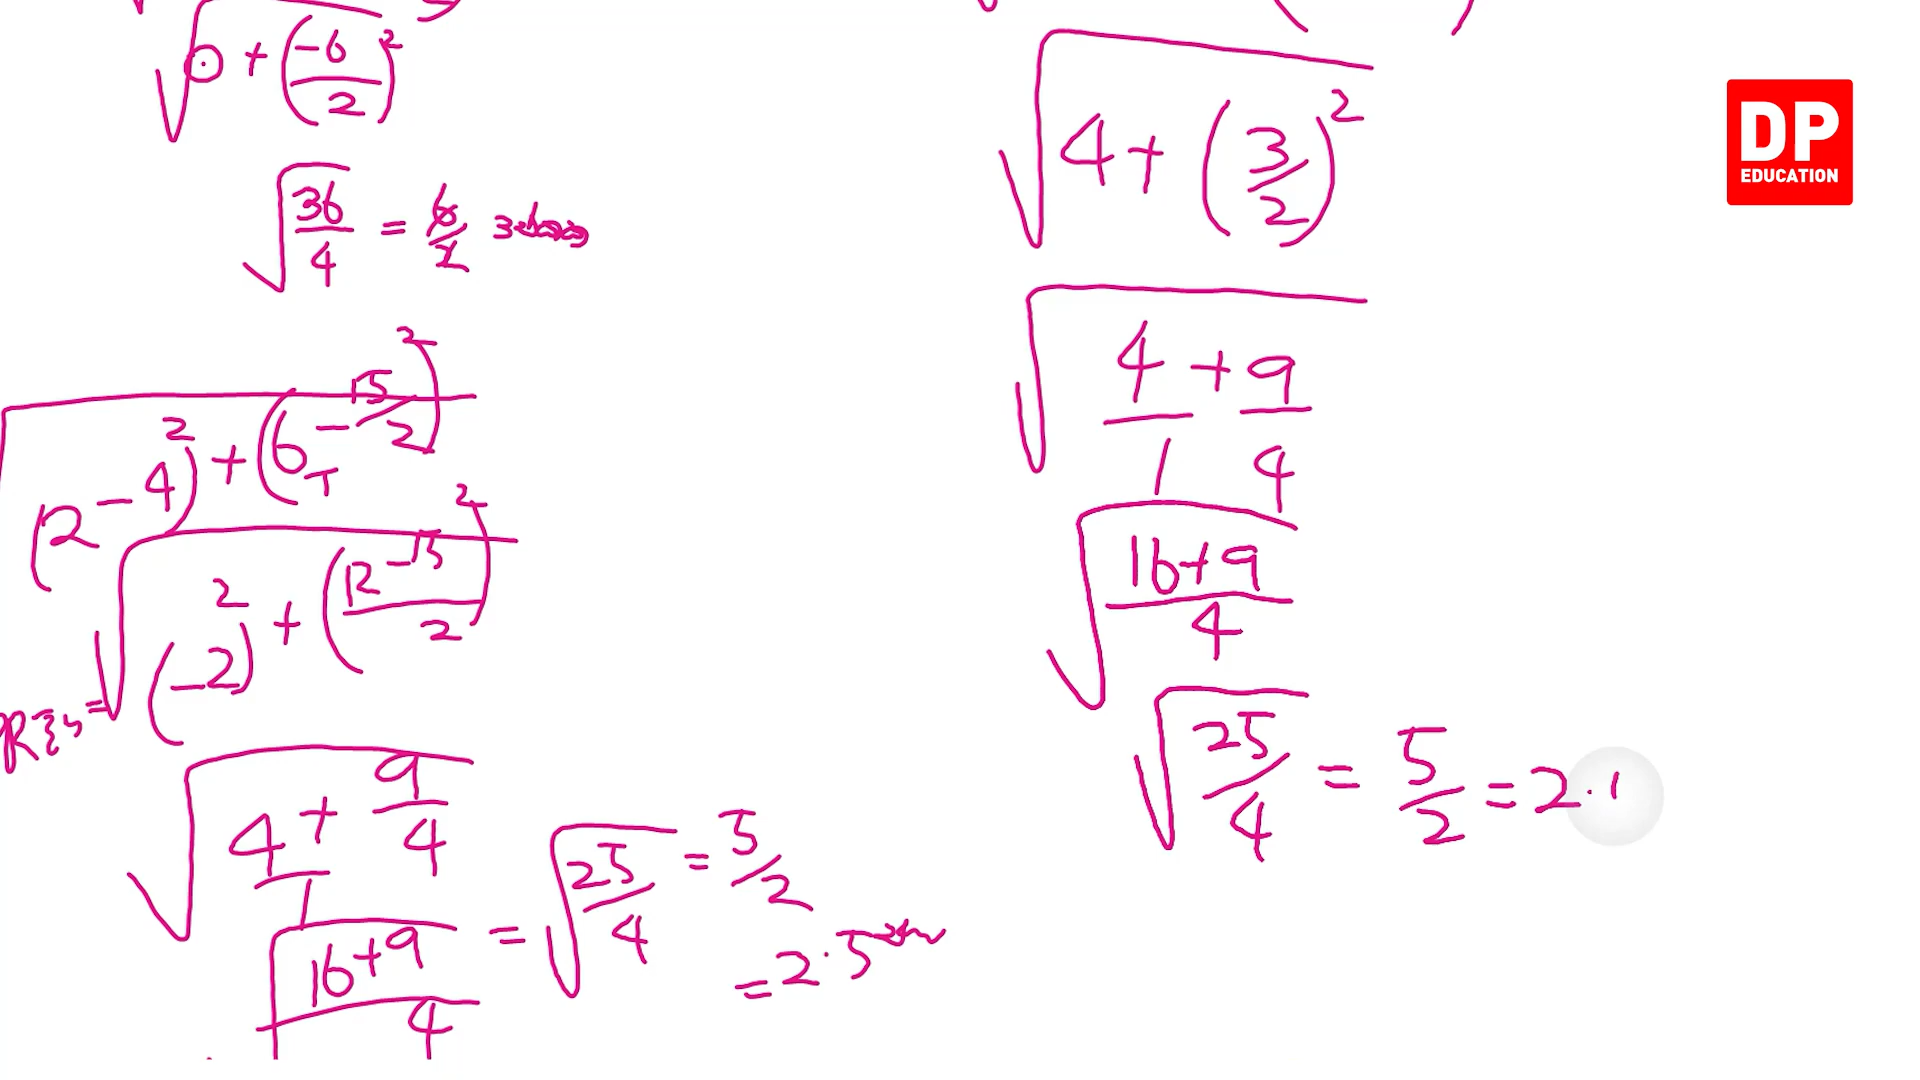 √(0 + (-6/2)²
√(36/4) = 6/2 3
√((2-4)² + (6/1 - 15/2)²)
= √((-2)² + ((12-15)/2)²)
√(4/1 + 9/4)
√((16+9)/4) = √(25/4) = 5/2
= 2.5
√(4 + (3/2)²)
√(4/1 + 9/4)
√((16+9)/4)
√(25/4) = 5/2 = 2.
DP
EDUCATION